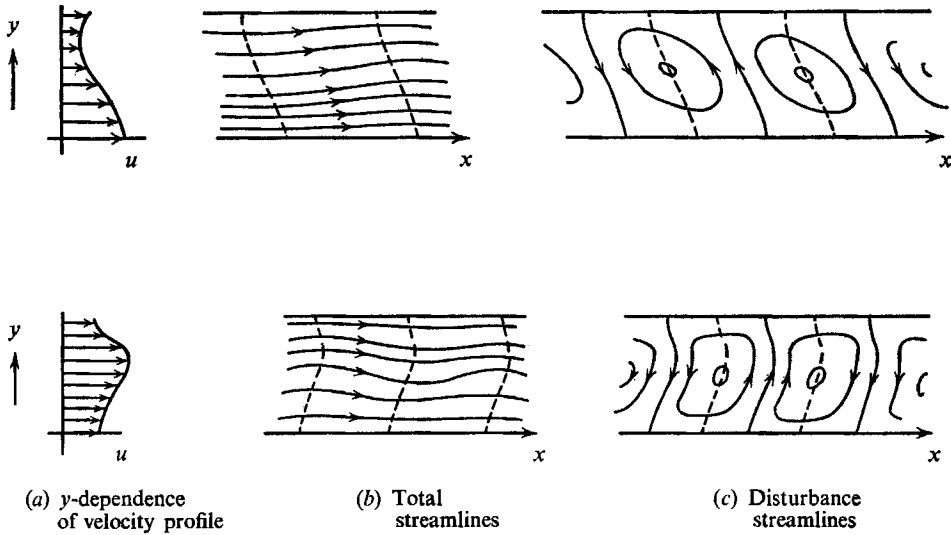 y
u
x
x
y
u
x
x
(a) y-dependence
of velocity profile
(b) Total
streamlines
(c) Disturbance
streamlines